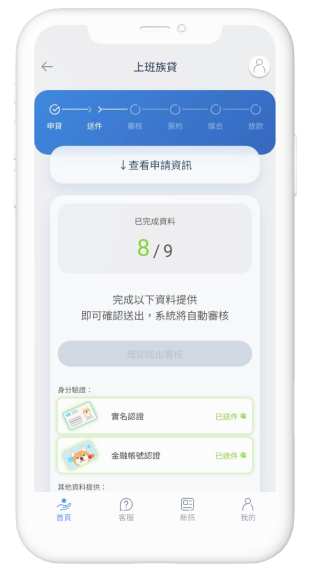 上班族貸
申貸 送件 審核 簽約 媒合 放款
↓查看申請資訊
已完成資料
8/9
完成以下資料提供
即可確認送出，系統將自動審核
確認送出審核
身分驗證：
實名認證 已送件
金融帳號認證 已送件
其他資料提供：
首頁 客服 新訊 我的